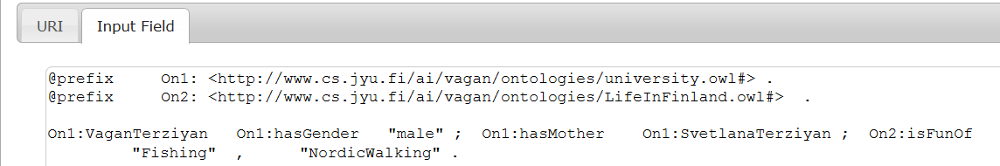 URI Input Field
@prefix On1: <http://www.cs.jyu.fi/ai/vagan/ontologies/university.owl#> .
@prefix On2: <http://www.cs.jyu.fi/ai/vagan/ontologies/LifeInFinland.owl#> .
On1:VaganTerziyan On1:hasGender "male" ; On1:hasMother On1:SvetlanaTerziyan ; On2:isFunOf
"Fishing" , "NordicWalking" .